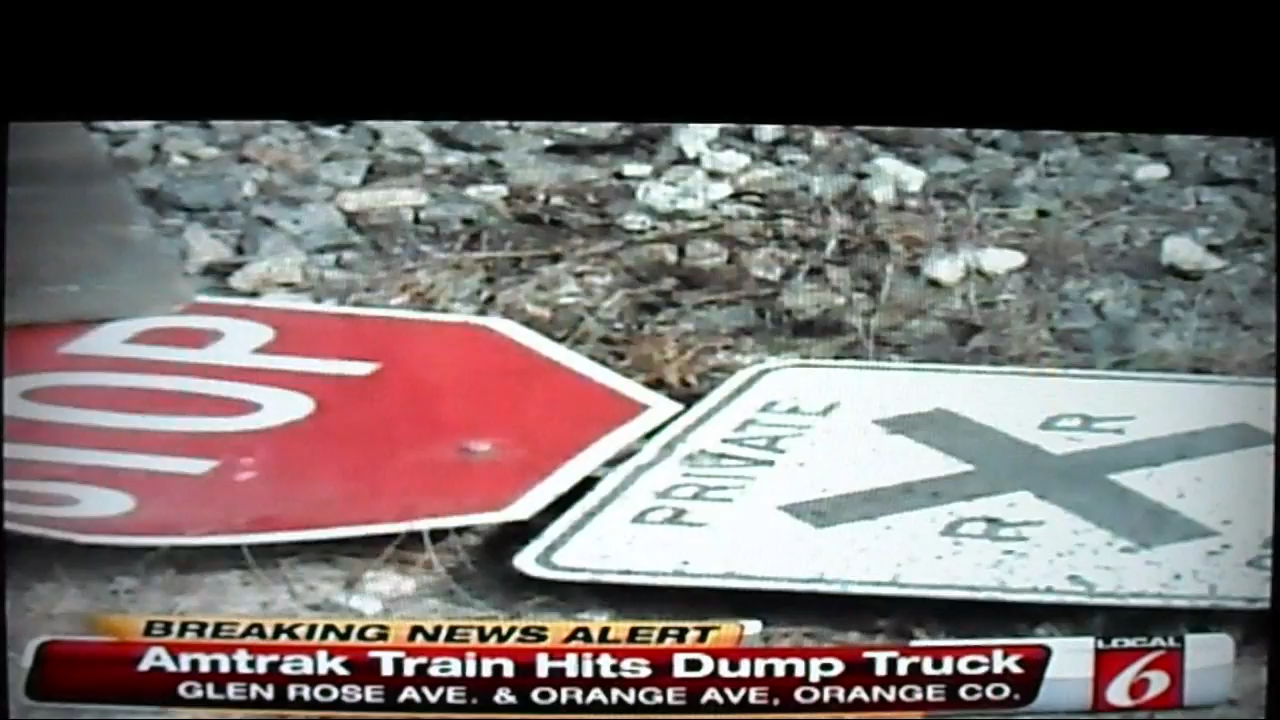 STOP
PRIVATE
R R
BREAKING NEWS ALERT
Amtrak Train Hits Dump Truck
GLEN ROSE AVE. & ORANGE AVE, ORANGE CO.
LOCAL
6